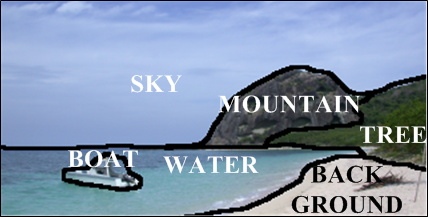 SKY
MOUNTAIN
TREE
BOAT WATER
BACK
GROUND